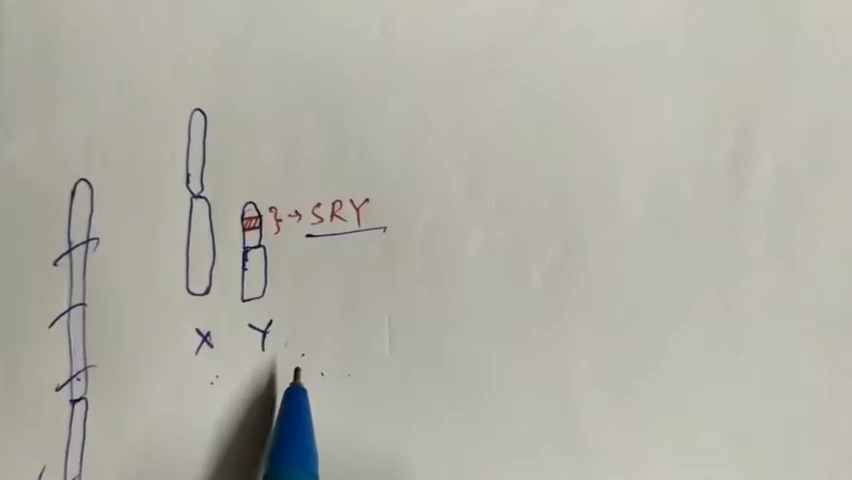 } → SRY
X Y